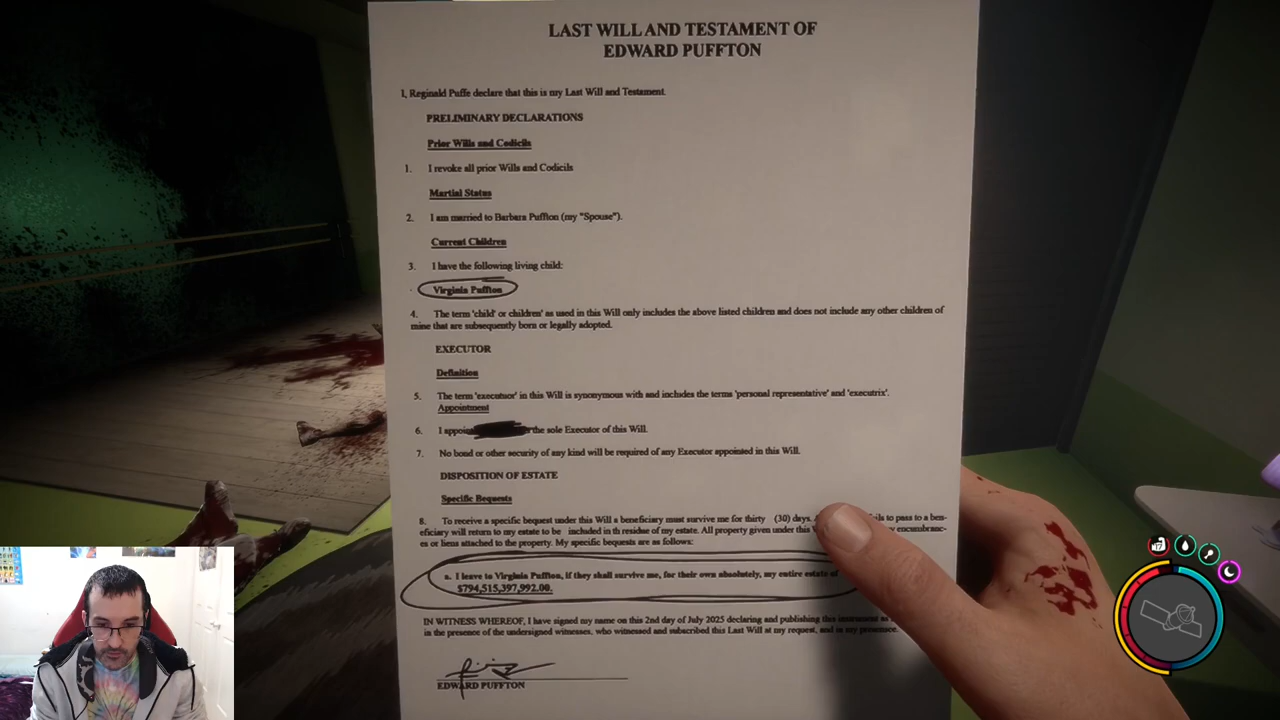 LAST WILL AND TESTAMENT OF
EDWARD PUFFTON
I, Reginald Puffe declare that this is my Last Will and Testament.
PRELIMINARY DECLARATIONS
Prior Wills and Codicils
1. I revoke all prior Wills and Codicils
Martial Status
2. I am married to Barbara Puffton (my "Spouse").
Current Children
3. I have the following living child:
Virginia Puffton
4. The term 'child' or children' as used in this Will only includes the above listed children and does not include any other children of
mine that are subsequently born or legally adopted.
EXECUTOR
Definition
5. The term 'executuor' in this Will is synonymous with and includes the terms 'personal representative' and 'executrix'.
Appointment
6. I appoint the sole Executor of this Will.
7. No bond or other security of any kind will be required of any Executor appointed in this Will.
DISPOSITION OF ESTATE
Specific Bequests
8. To receive a specific bequest under this Will a beneficiary must survive me for thirty (30) days. to pass to a ben-
eficiary will return to my estate to be included in th residue of my estate. All property given under this encumbranc-
es or liens attached to the property. My specific bequests are as follows:
a. I leave to Virginia Puffton, if they shall survive me, for their own absolutely, my entire estate of
$794,515,397,992.00.
IN WITNESS WHEREOF, I have signed my name on this 2nd day of July 2025 declaring and publishing this instrument as
in the presence of the undersigned witnesses, who witnessed and subscribed this Last Will at my request, and in my presence.
EDWARD PUFFTON